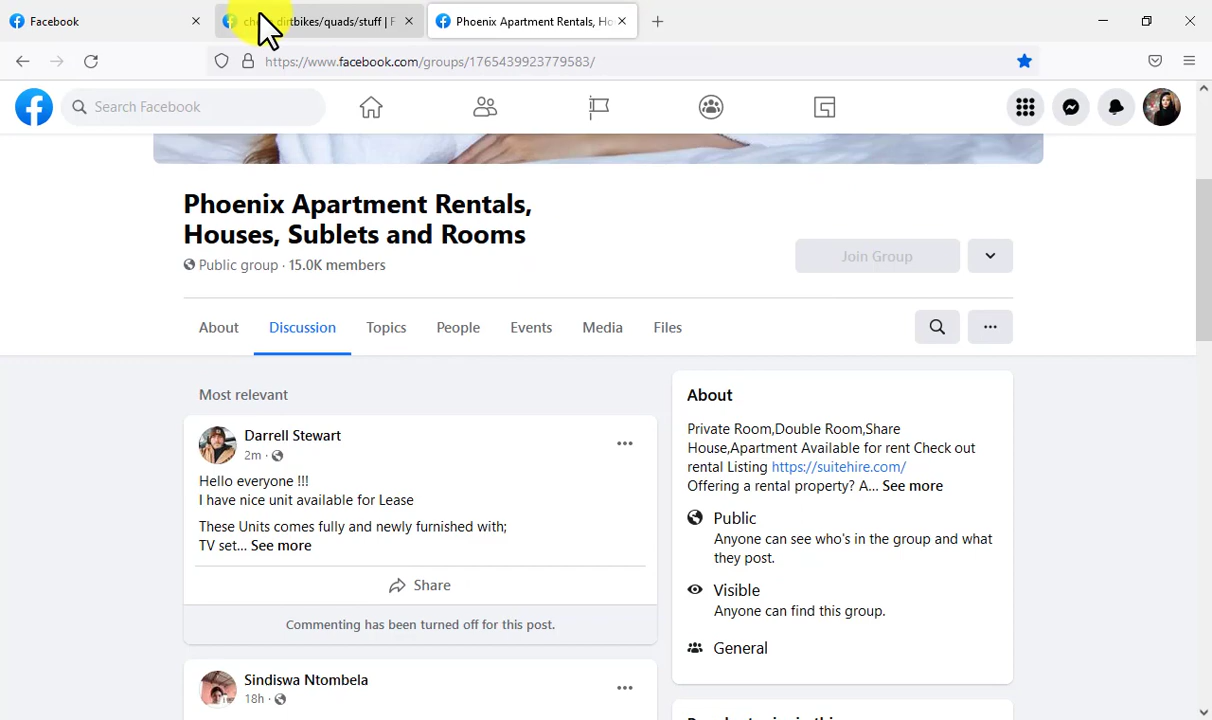 Facebook
dirtbikes/quads/stuff | F
Phoenix Apartment Rentals, Ho
https://www.facebook.com/groups/1765439923779583/
Search Facebook
Phoenix Apartment Rentals,
Houses, Sublets and Rooms
Public group · 15.0K members
Join Group
About
Discussion
Topics
People
Events
Media
Files
Most relevant
Darrell Stewart
2m ·
Hello everyone !!!
I have nice unit available for Lease
These Units comes fully and newly furnished with;
TV set... See more
Share
Commenting has been turned off for this post.
Sindiswa Ntombela
18h ·
About
Private Room,Double Room,Share
House,Apartment Available for rent Check out
rental Listing https://suitehire.com/
Offering a rental property? A... See more
Public
Anyone can see who's in the group and what
they post.
Visible
Anyone can find this group.
General